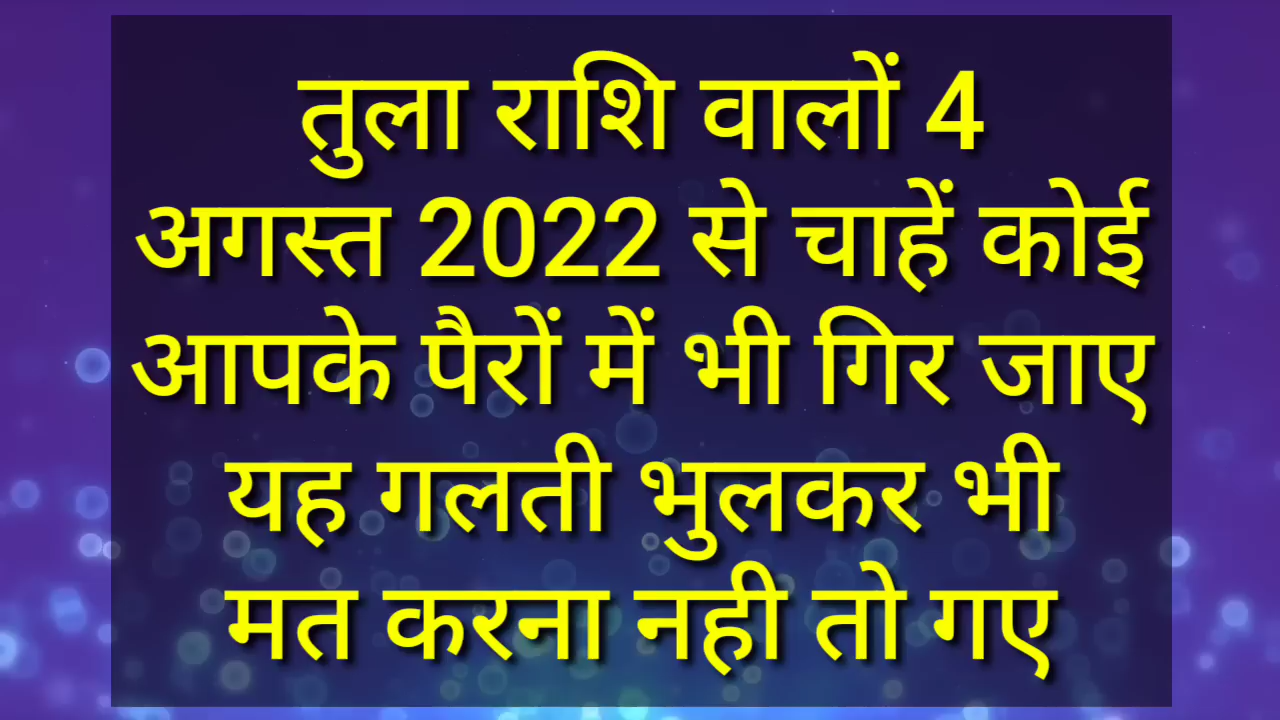 तुला राशि वालों 4
अगस्त 2022 से चाहें कोई
आपके पैरों में भी गिर जाए
यह गलती भुलकर भी
मत करना नही तो गए